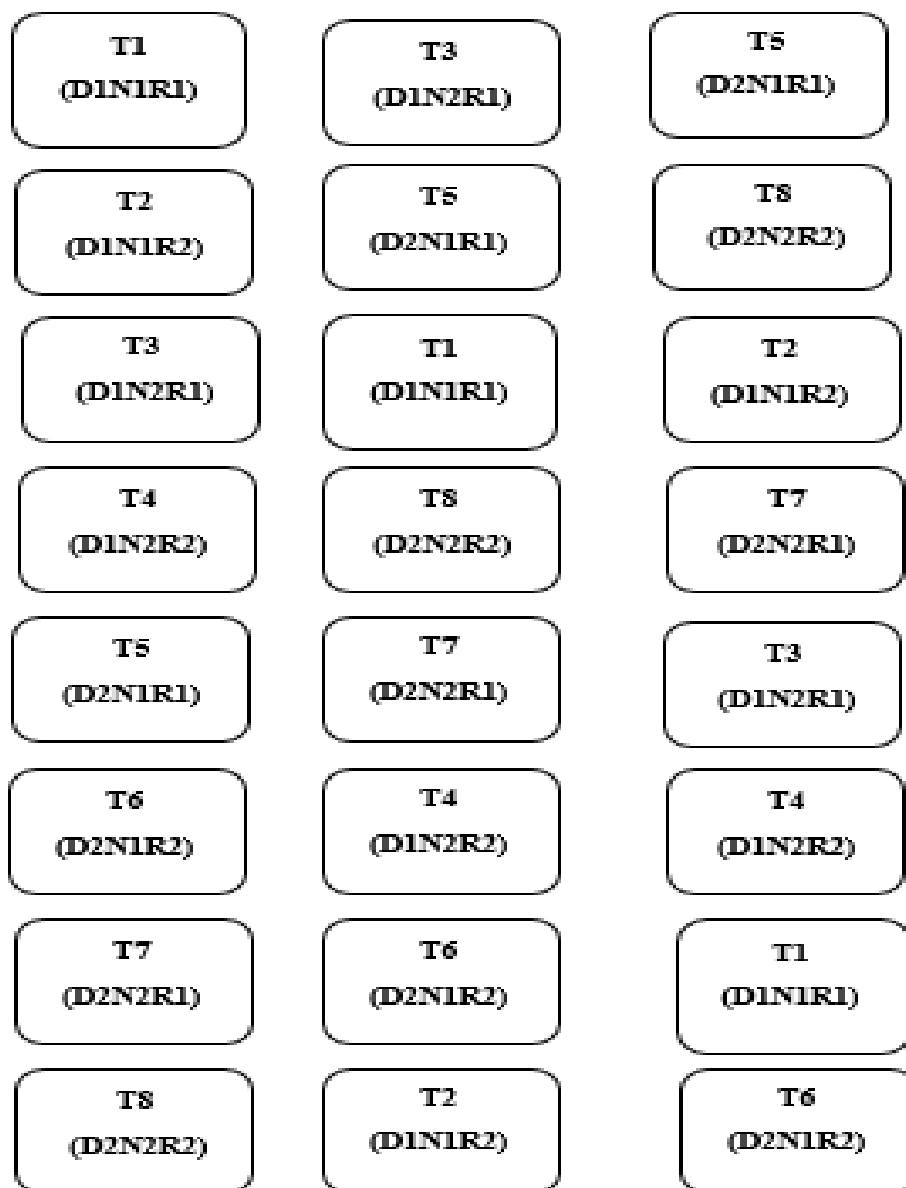 T1
(D1N1R1)
T3
(D1N2R1)
T5
(D2N1R1)
T2
(D1N1R2)
T5
(D2N1R1)
T8
(D2N2R2)
T3
(D1N2R1)
T1
(D1N1R1)
T2
(D1N1R2)
T4
(D1N2R2)
T8
(D2N2R2)
T7
(D2N2R1)
T5
(D2N1R1)
T7
(D2N2R1)
T3
(D1N2R1)
T6
(D2N1R2)
T4
(D1N2R2)
T4
(D1N2R2)
T7
(D2N2R1)
T6
(D2N1R2)
T1
(D1N1R1)
T8
(D2N2R2)
T2
(D1N1R2)
T6
(D2N1R2)